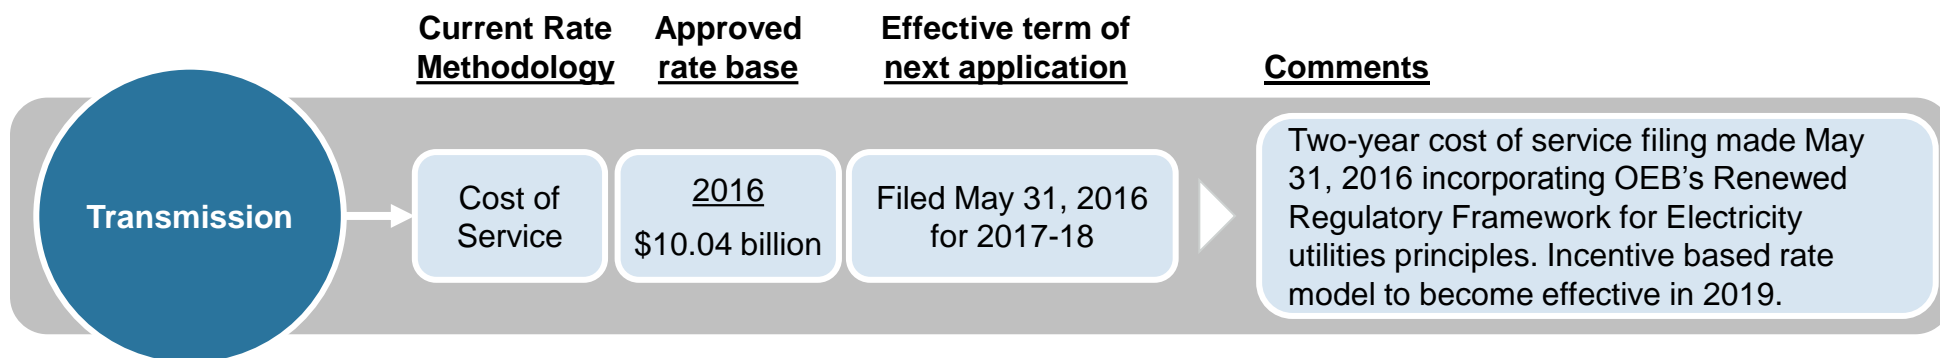 Current Rate
Methodology
Approved
rate base
Effective term of
next application
Comments
Transmission
Cost of
Service
2016
$10.04 billion
Filed May 31, 2016
for 2017-18
Two-year cost of service filing made May
31, 2016 incorporating OEB’s Renewed
Regulatory Framework for Electricity
utilities principles. Incentive based rate
model to become effective in 2019.